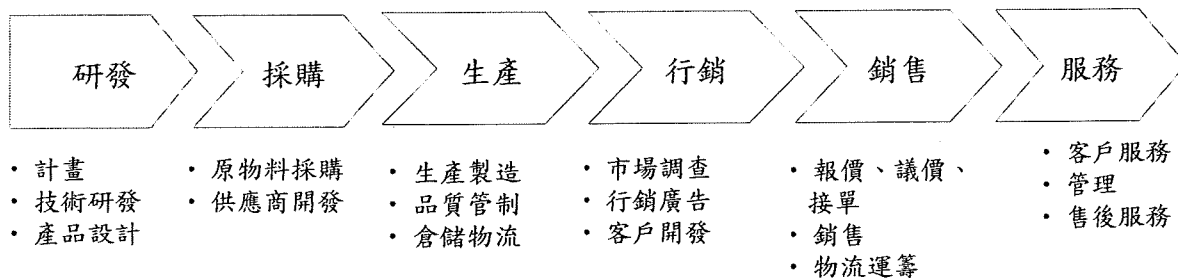 研發
採購
生產
行銷
銷售
服務
・計畫
・技術研發
・產品設計
・原物料採購
・供應商開發
・生產製造
・品質管制
・倉儲物流
・市場調查
・行銷廣告
・客戶開發
・報價、議價、
接單
・銷售
・物流運籌
・客戶服務
・管理
・售後服務